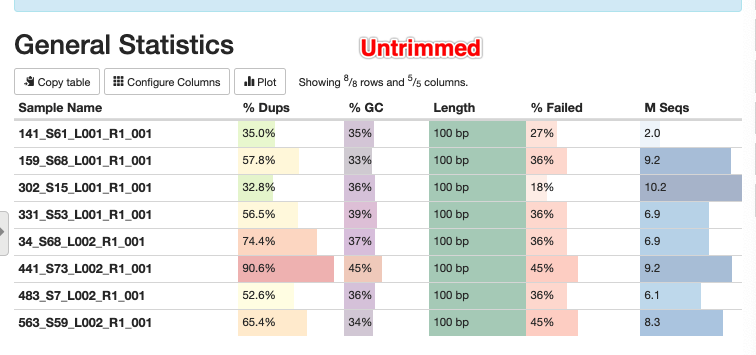 General Statistics
Untrimmed
Copy table
Configure Columns
Plot
Showing 8/8 rows and 5/5 columns.
Sample Name % Dups % GC Length % Failed M Seqs
141_S61_L001_R1_001 35.0% 35% 100 bp 27% 2.0
159_S68_L001_R1_001 57.8% 33% 100 bp 36% 9.2
302_S15_L001_R1_001 32.8% 36% 100 bp 18% 10.2
331_S53_L001_R1_001 56.5% 39% 100 bp 36% 6.9
34_S68_L002_R1_001 74.4% 37% 100 bp 36% 6.9
441_S73_L002_R1_001 90.6% 45% 100 bp 45% 9.2
483_S7_L002_R1_001 52.6% 36% 100 bp 36% 6.1
563_S59_L002_R1_001 65.4% 34% 100 bp 45% 8.3